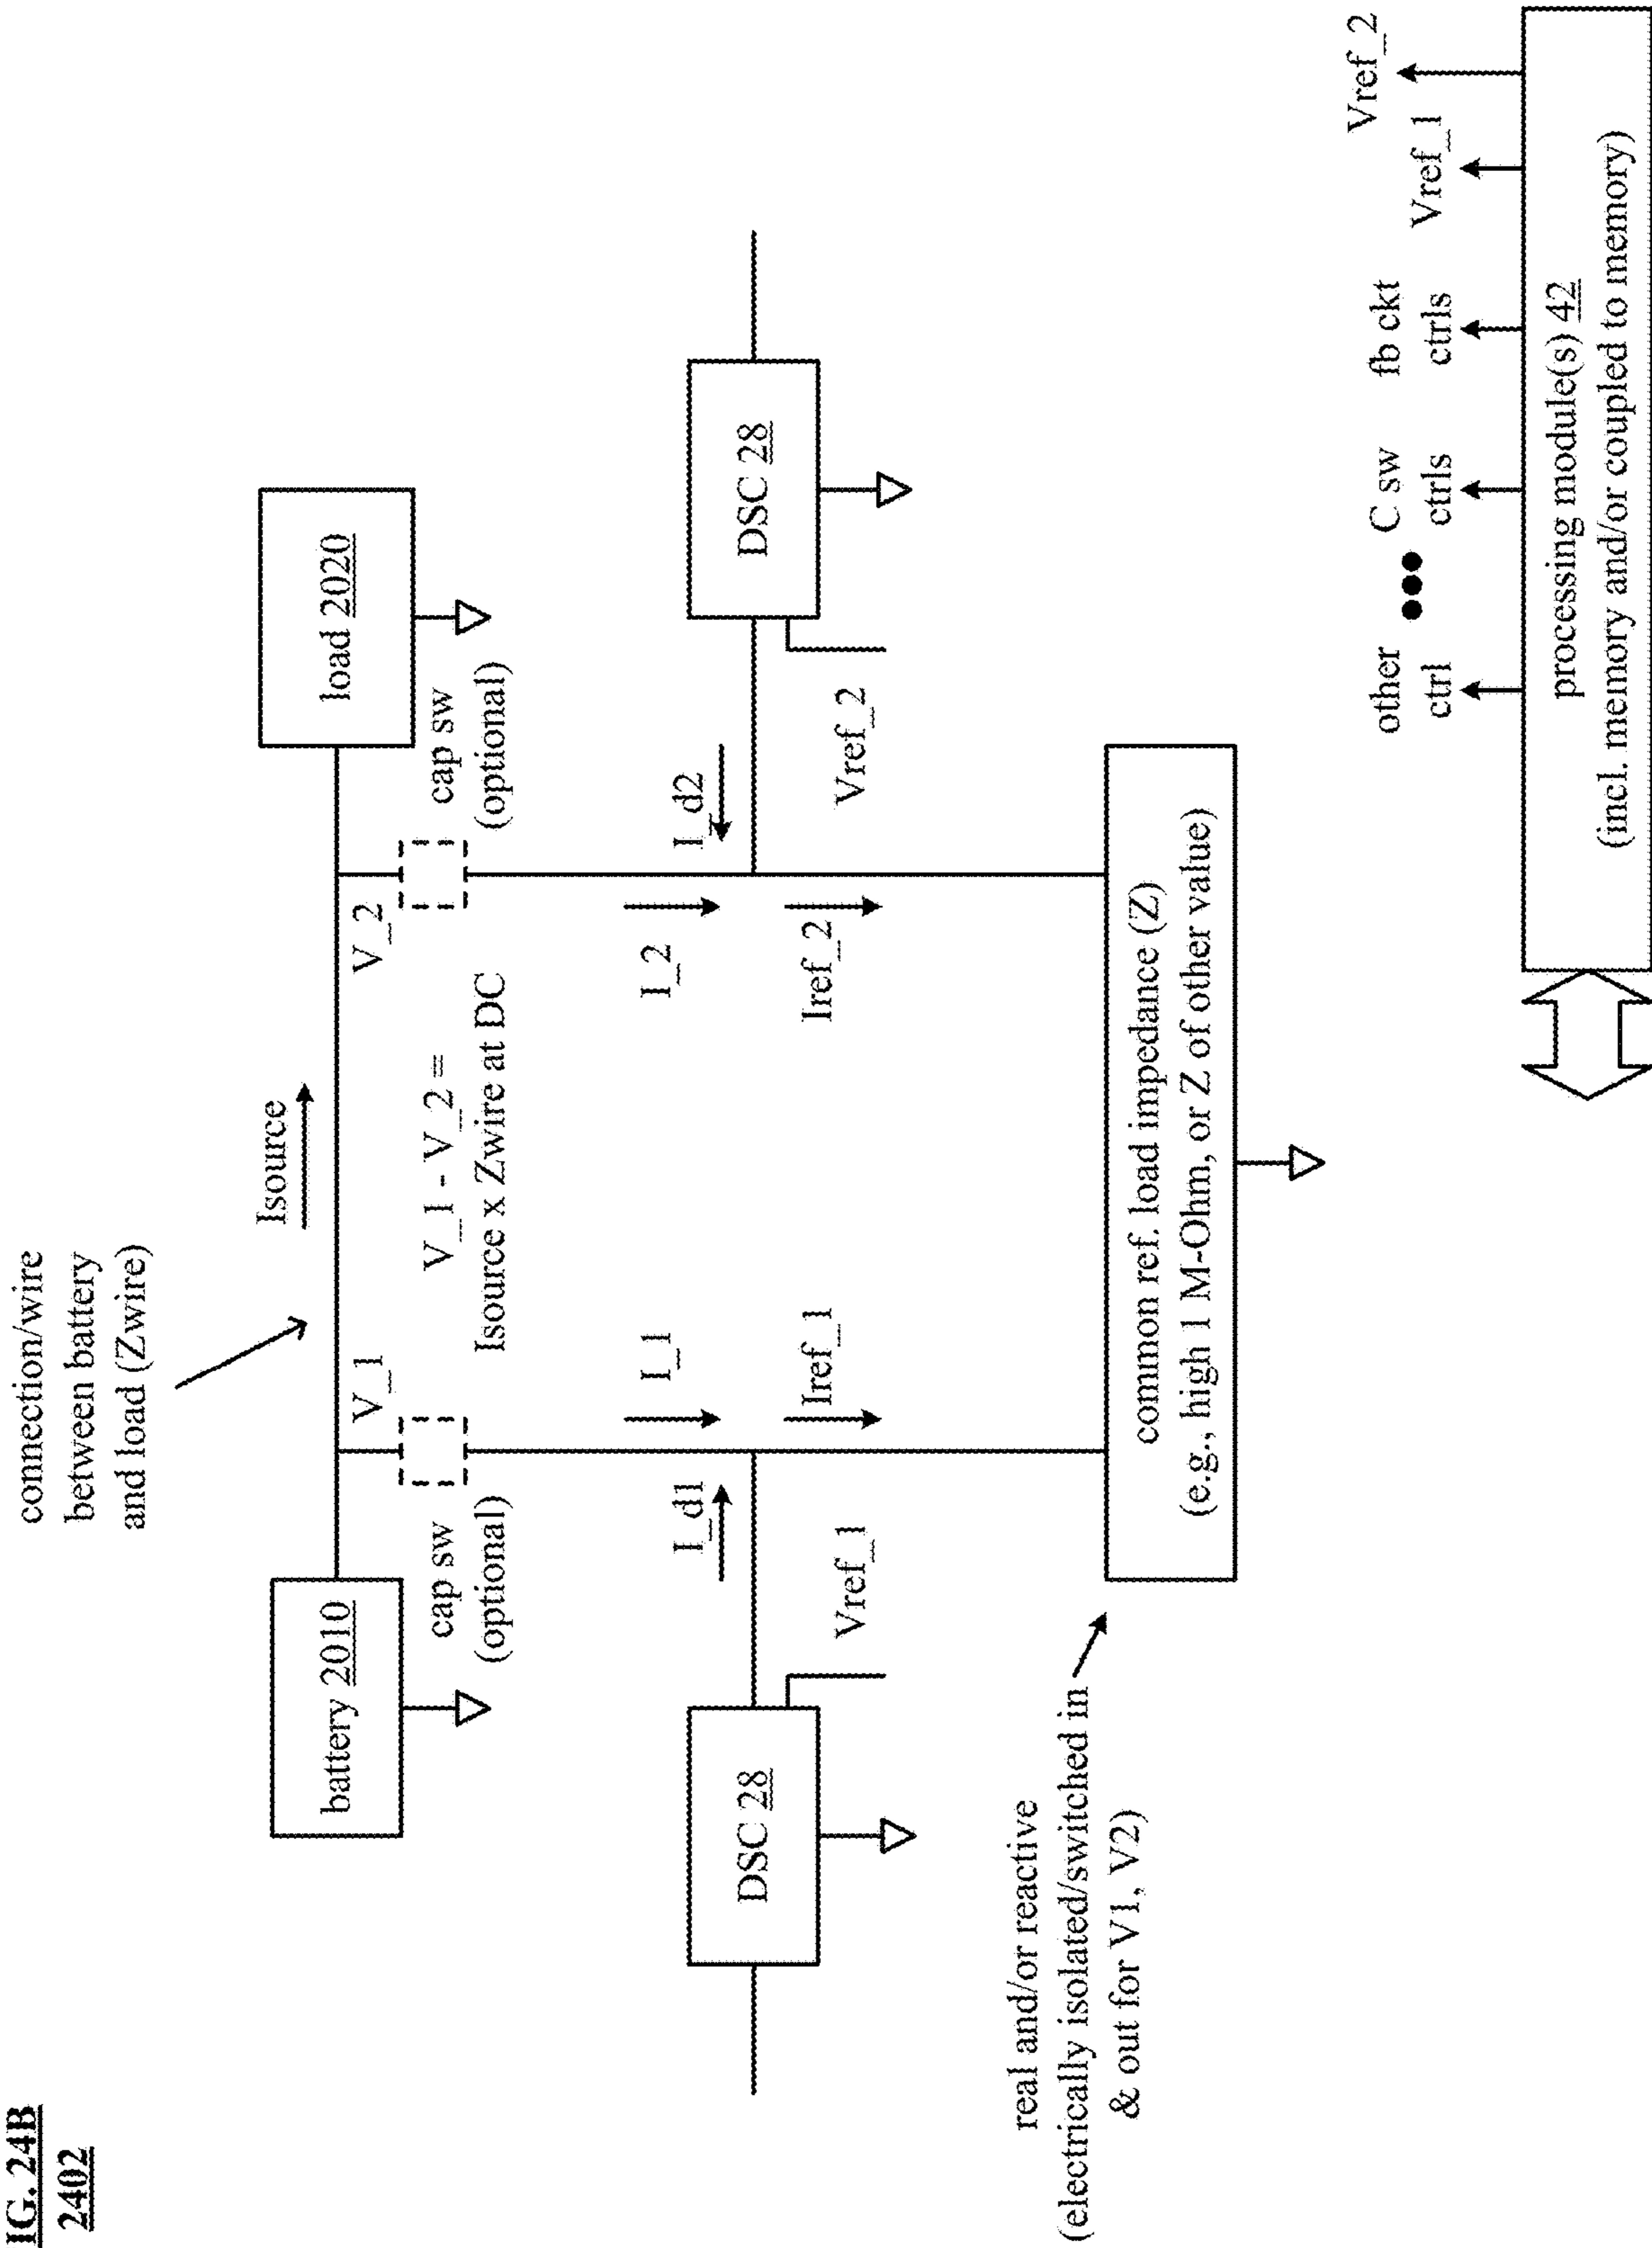 IG. 24B
2402
connection/wire
between battery
and load (Zwire)
Isource
battery 2010
load 2020
V_1
V_2
cap sw
(optional)
V_1 - V_2 =
Isource x Zwire at DC
cap sw
(optional)
I_1
I_2
I_d1
I_d2
DSC 28
DSC 28
Iref_1
Iref_2
Vref_1
Vref_2
real and/or reactive
(electrically isolated/switched in
& out for V1, V2)
common ref. load impedance (Z)
(e.g., high 1 M-Ohm, or Z of other value)
other
ctrl
C sw
ctrls
fb ckt
ctrls
Vref_1
Vref_2
processing module(s) 42
(incl. memory and/or coupled to memory)